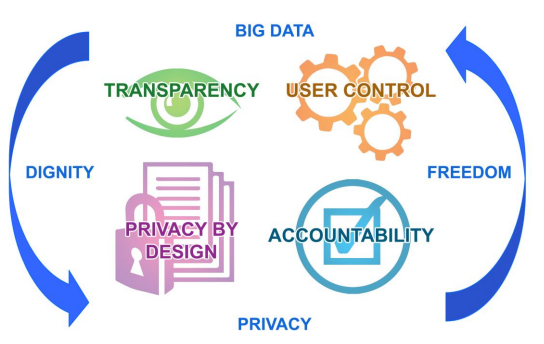 BIG DATA
TRANSPARENCY
USER CONTROL
DIGNITY
FREEDOM
PRIVACY BY
DESIGN
ACCOUNTABILITY
PRIVACY